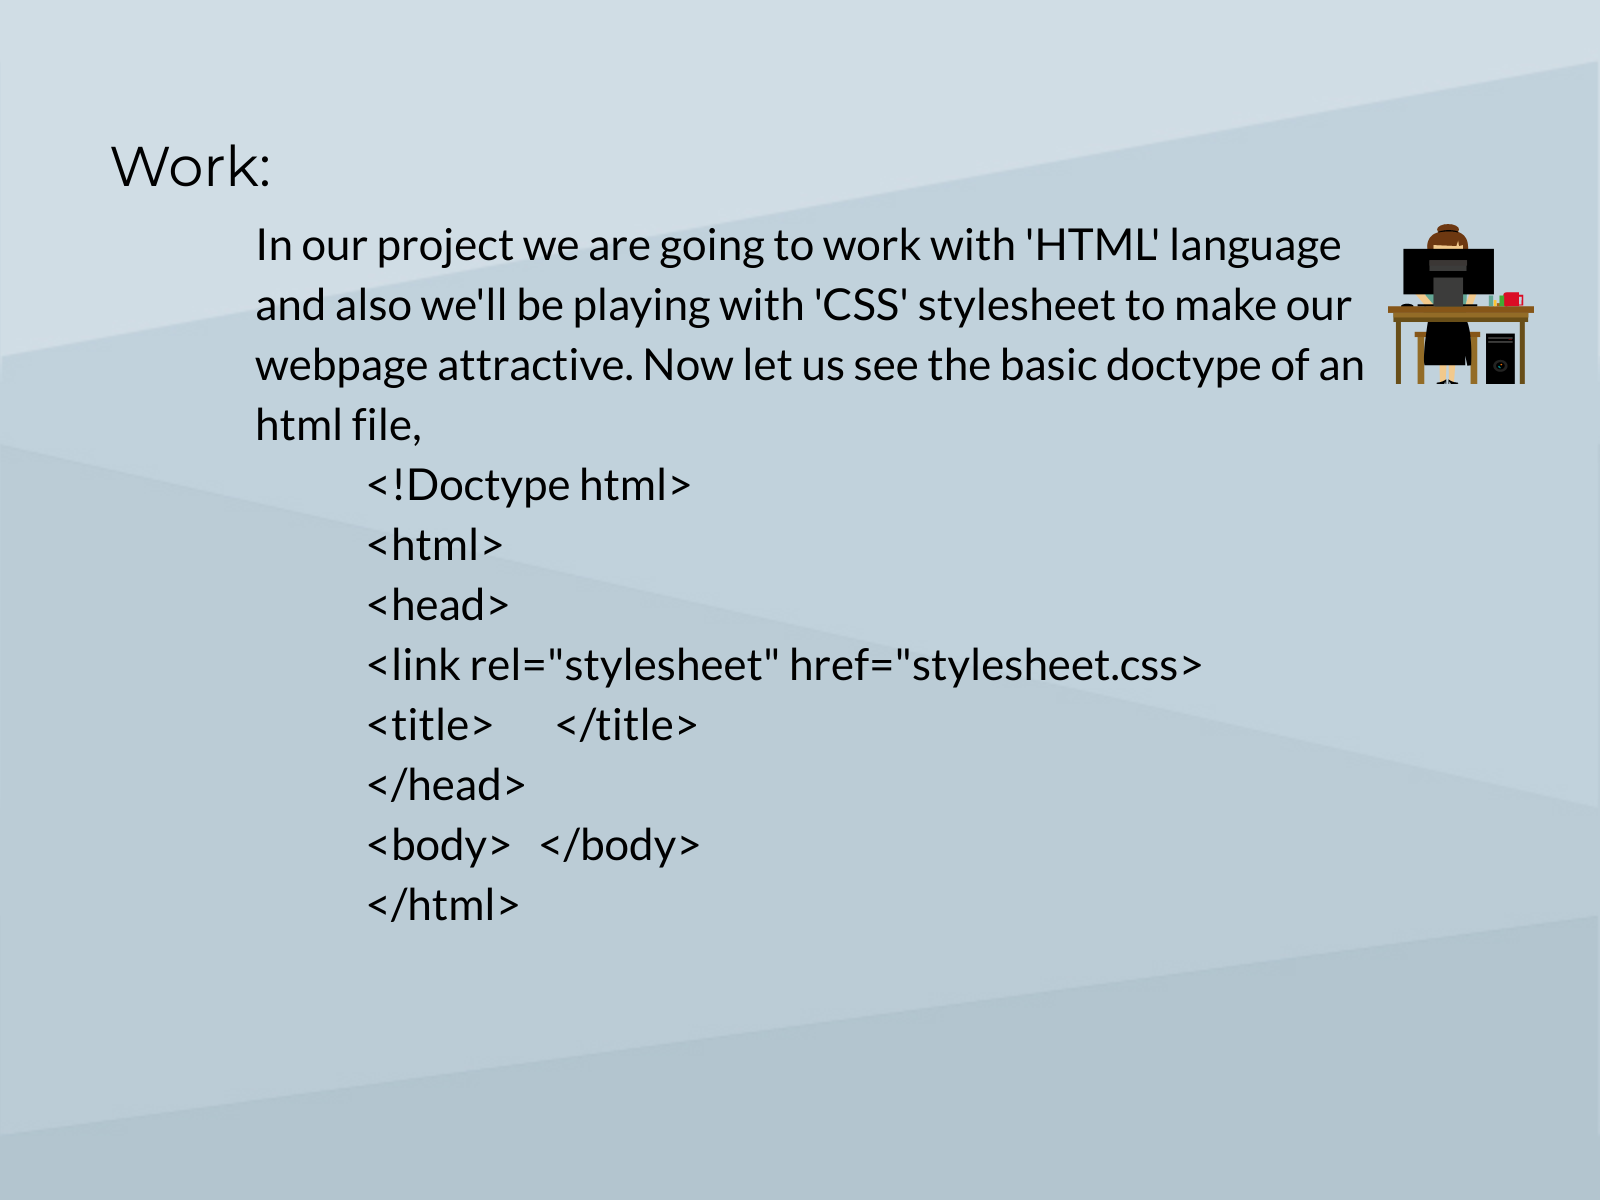 Work:
In our project we are going to work with 'HTML' language
and also we'll be playing with 'CSS' stylesheet to make our
webpage attractive. Now let us see the basic doctype of an
html file,
<!Doctype html>
<html>
<head>
<link rel="stylesheet" href="stylesheet.css>
<title>      </title>
</head>
<body>   </body>
</html>